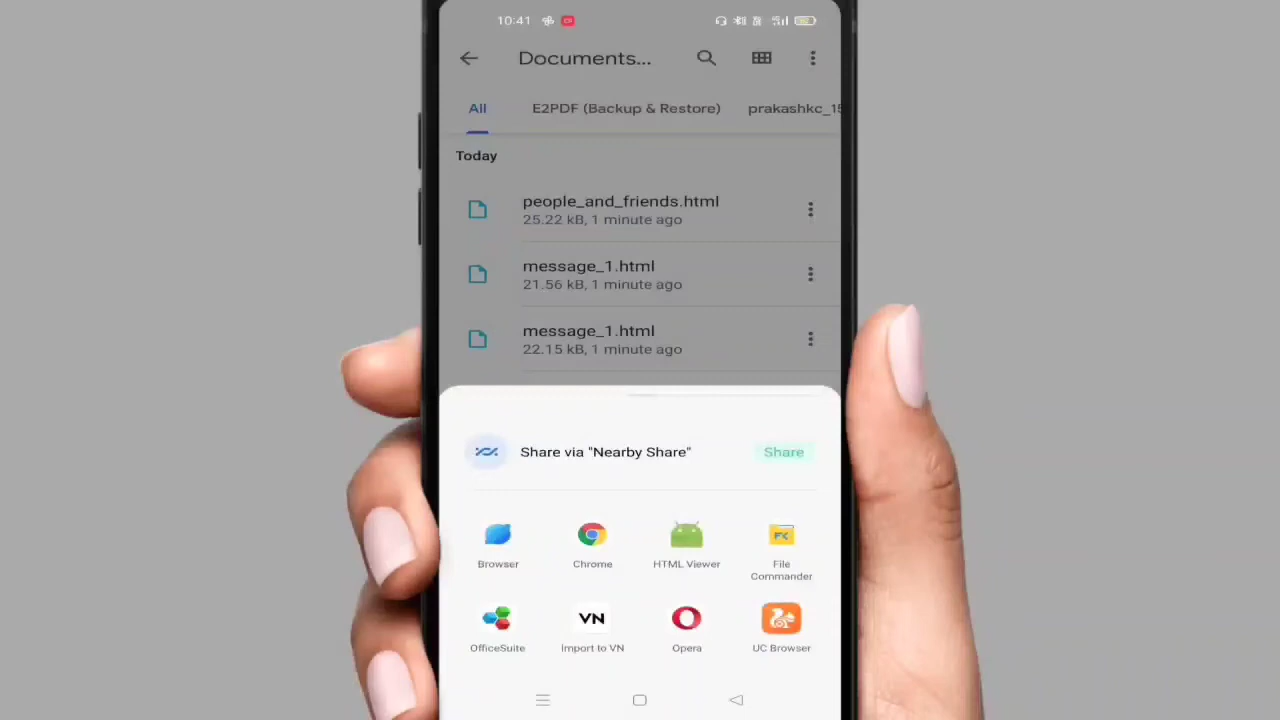 10:41
Documents...
All
E2PDF (Backup & Restore)
prakashkc_15
Today
people_and_friends.html
25.22 kB, 1 minute ago
message_1.html
21.56 kB, 1 minute ago
message_1.html
22.15 kB, 1 minute ago
Share via "Nearby Share"
Share
Browser
Chrome
HTML Viewer
File
Commander
OfficeSuite
VN
Import to VN
Opera
UC Browser